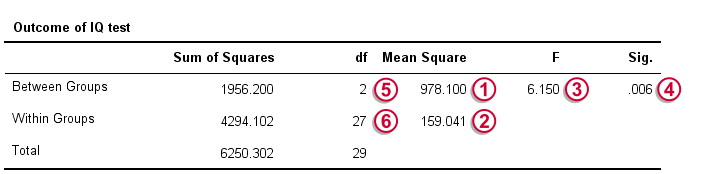 Outcome of IQ test
Sum of Squares df Mean Square F Sig.
Between Groups 1956.200 2 5 978.100 1 6.150 3 .006 4
Within Groups 4294.102 27 6 159.041 2
Total 6250.302 29